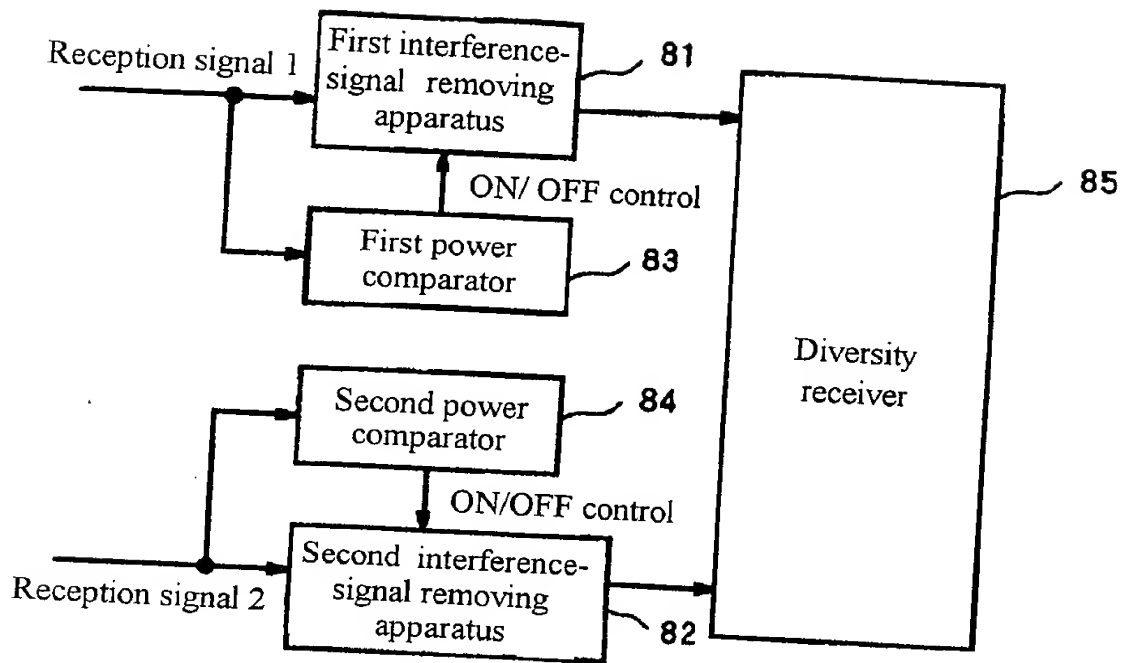 Reception signal 1
First interference-
signal removing
apparatus
81
ON/ OFF control
First power
comparator
83
85
Diversity
receiver
Second power
comparator
84
ON/OFF control
Reception signal 2
Second interference-
signal removing
apparatus
82